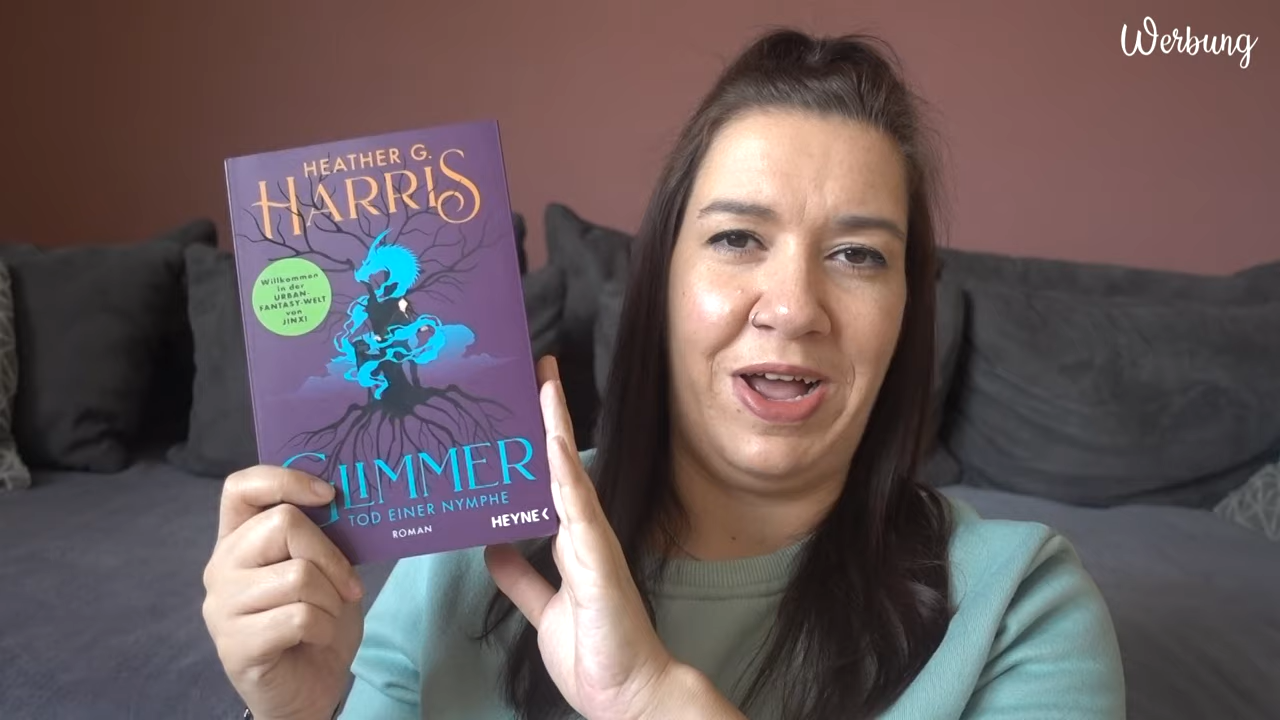 Werbung
HEATHER G.
HARRIS
Willkommen
in der
URBAN-
FANTASY-WELT
von
JINX!
GLIMMER
TOD EINER NYMPHE
ROMAN
HEYNE <